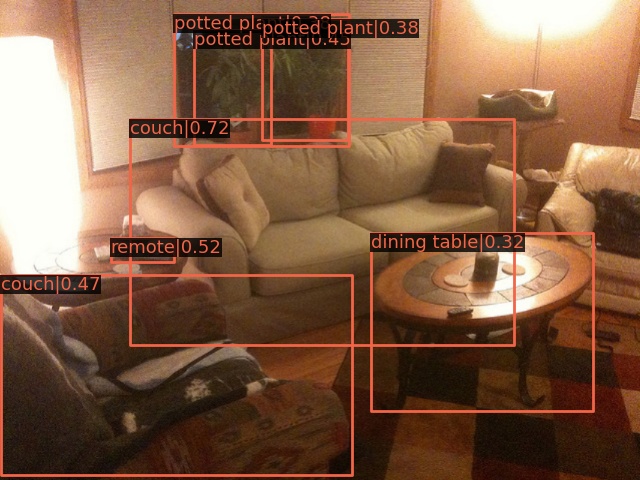 potted plant|0.38
potted plant|0.45
couch|0.72
remote|0.52
dining table|0.32
couch|0.47